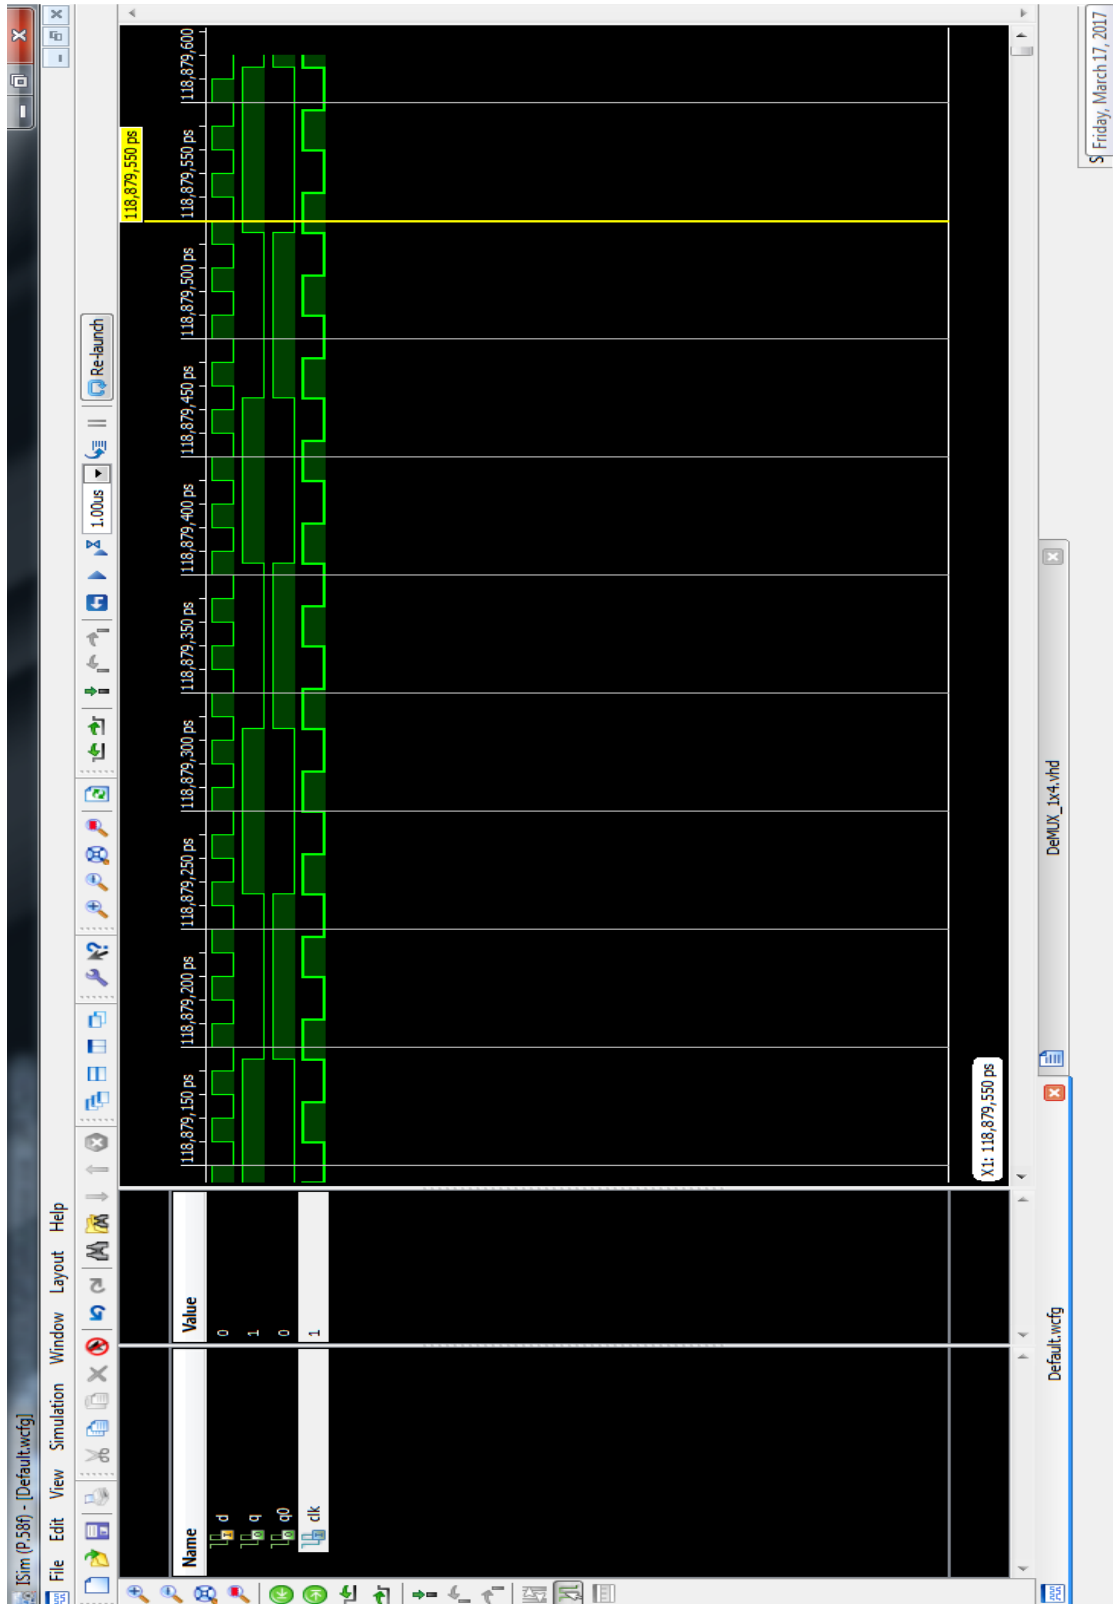 ISim (P.58f) - [Default.wcfg]
File Edit View Simulation Window Layout Help
1.00us Re-launch
118,879,550 ps
Name Value
118,879,150 ps 118,879,200 ps 118,879,250 ps 118,879,300 ps 118,879,350 ps 118,879,400 ps 118,879,450 ps 118,879,500 ps 118,879,550 ps 118,879,600
d 0
q 1
q0 0
clk 1
X1: 118,879,550 ps
Default.wcfg DeMUX_1x4.vhd
S Friday, March 17, 2017